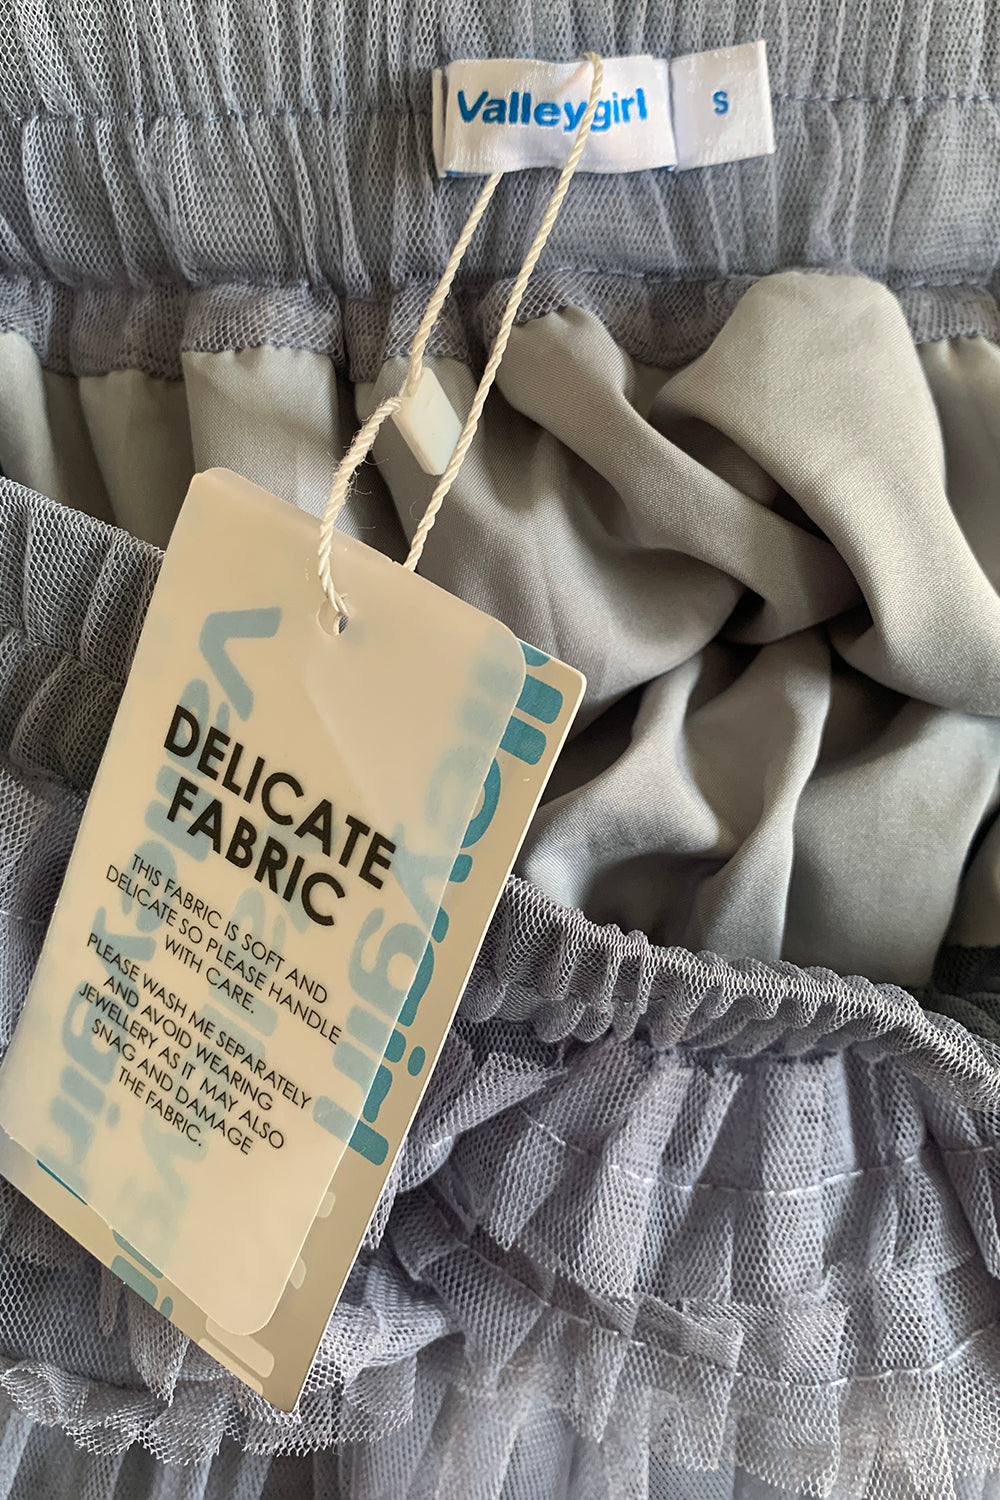 Valleygirl
S
DELICATE
FABRIC
THIS FABRIC IS SOFT AND
DELICATE SO PLEASE HANDLE
WITH CARE.
PLEASE WASH ME SEPARATELY
AND AVOID WEARING
JEWELLERY AS IT MAY ALSO
SNAG AND DAMAGE
THE FABRIC.